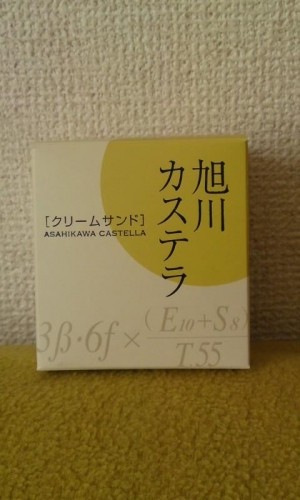 旭川
カステラ
[クリームサンド]
ASAHIKAWA CASTELLA
3β·6f × (E10+S8)
T.55